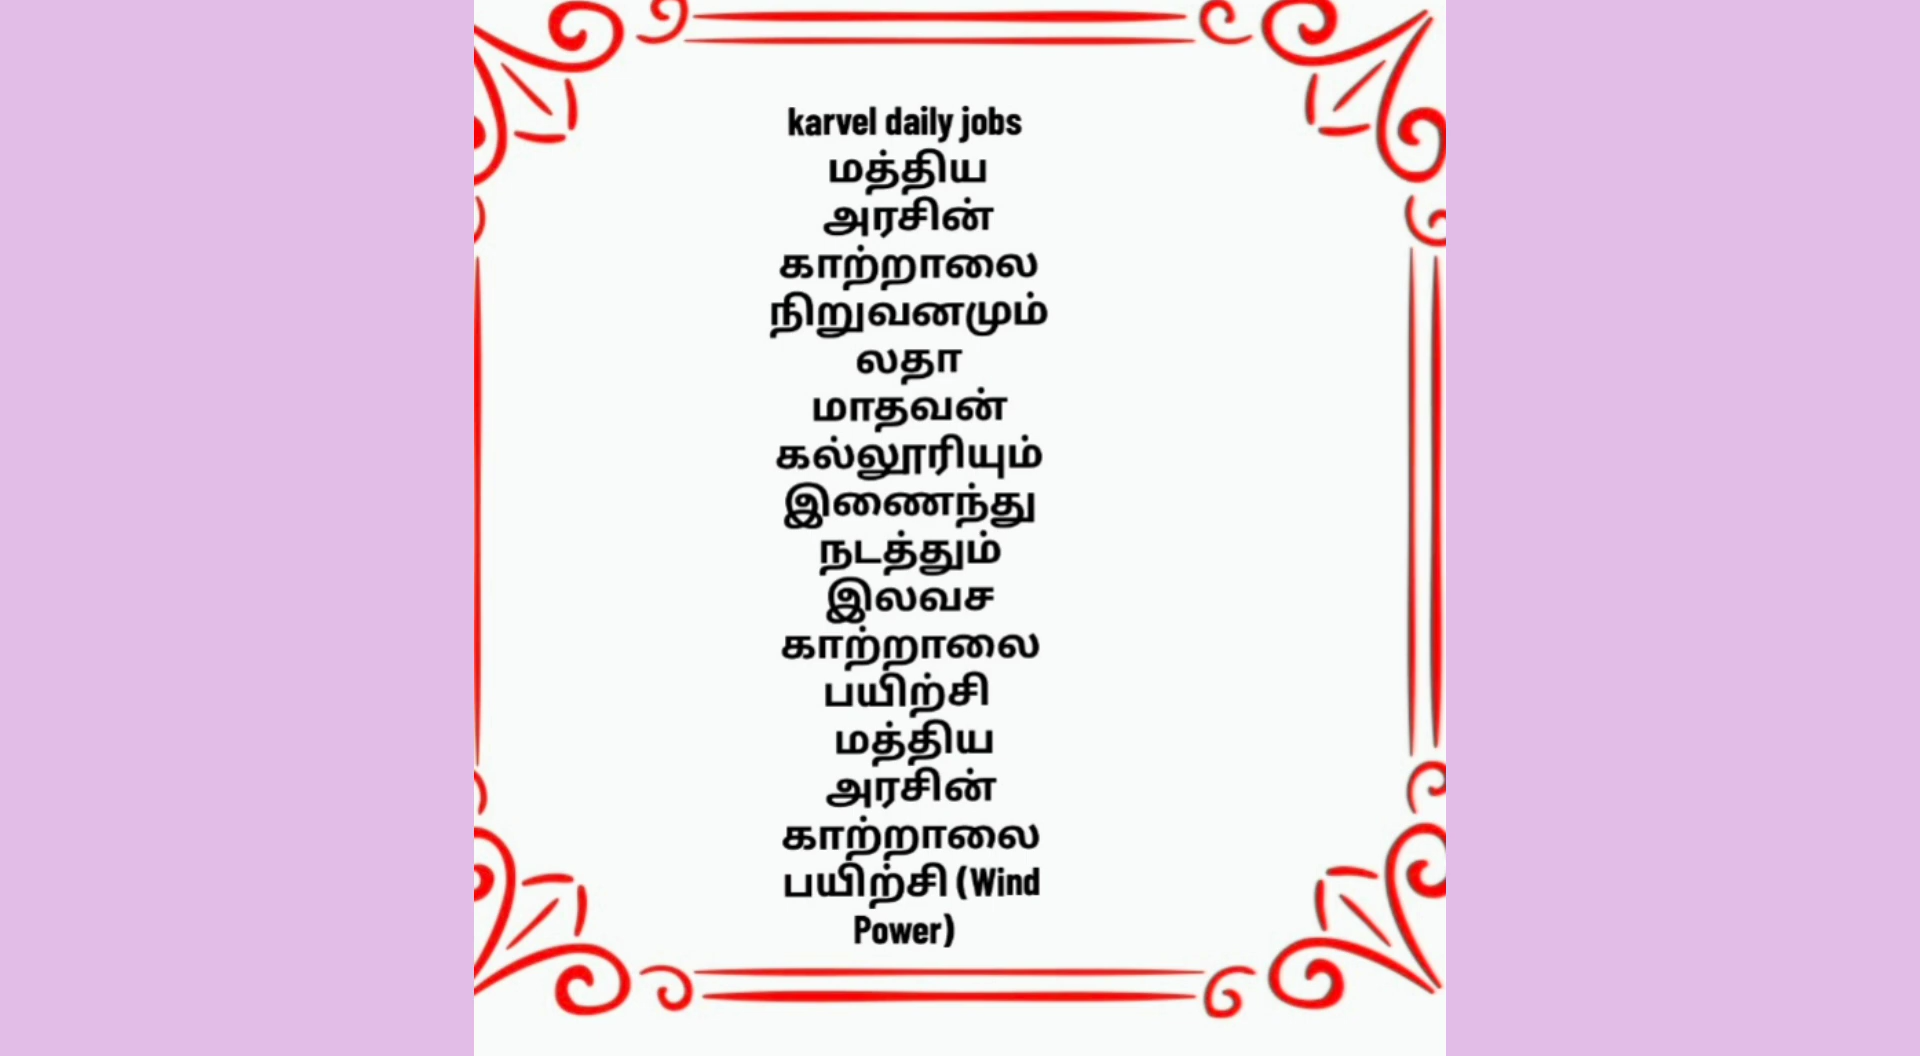 karvel daily jobs
மத்திய
அரசின்
காற்றாலை
நிறுவனமும்
லதா
மாதவன்
கல்லூரியும்
இணைந்து
நடத்தும்
இலவச
காற்றாலை
பயிற்சி
மத்திய
அரசின்
காற்றாலை
பயிற்சி (Wind
Power)